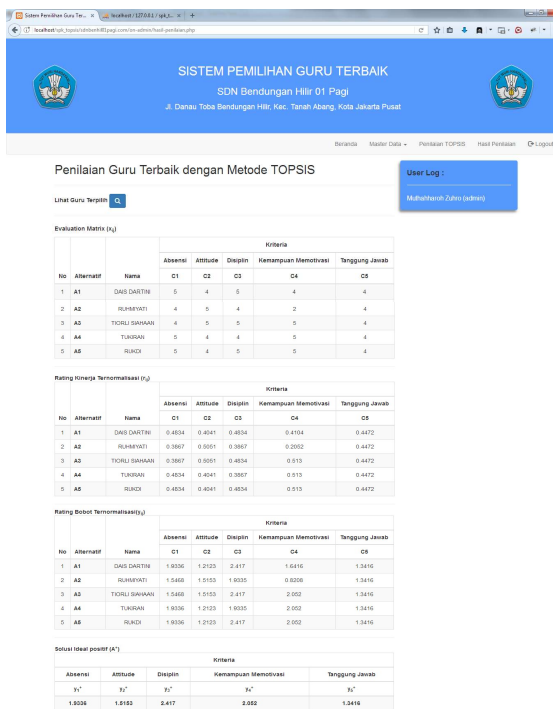 Sistem Pemilihan Guru Ter... × localhost / 127.0.0.1 / spk_t... × +
SISTEM PEMILIHAN GURU TERBAIK
SDN Bendungan Hilir 01 Pagi
Jl. Danau Toba Bendungan Hilir, Kec. Tanah Abang, Kota Jakarta Pusat
Beranda Master Data Penilaian TOPSIS Hasil Penilaian Logout
Penilaian Guru Terbaik dengan Metode TOPSIS
User Log :
Muthahharoh Zuhro (admin)
Lihat Guru Terpilih
Evaluation Matrix (xij)
Kriteria
Absensi Attitude Disiplin Kemampuan Memotivasi Tanggung Jawab
No Alternatif Nama C1 C2 C3 C4 C5
1 A1 DAIS DARTINI 5 4 5 4 4
2 A2 RUHMIYATI 4 5 4 2 4
3 A3 TIORLI SIAHAAN 4 5 5 5 4
4 A4 TUKIRAN 5 4 4 5 4
5 A5 RUKDI 5 4 5 5 4
Rating Kinerja Ternormalisasi (rij)
Kriteria
Absensi Attitude Disiplin Kemampuan Memotivasi Tanggung Jawab
No Alternatif Nama C1 C2 C3 C4 C5
1 A1 DAIS DARTINI 0.4834 0.4041 0.4834 0.4104 0.4472
2 A2 RUHMIYATI 0.3867 0.5051 0.3867 0.2052 0.4472
3 A3 TIORLI SIAHAAN 0.3867 0.5051 0.4834 0.513 0.4472
4 A4 TUKIRAN 0.4834 0.4041 0.3867 0.513 0.4472
5 A5 RUKDI 0.4834 0.4041 0.4834 0.513 0.4472
Rating Bobot Ternormalisasi(yij)
Kriteria
Absensi Attitude Disiplin Kemampuan Memotivasi Tanggung Jawab
No Alternatif Nama C1 C2 C3 C4 C5
1 A1 DAIS DARTINI 1.9336 1.2123 2.417 1.6416 1.3416
2 A2 RUHMIYATI 1.5468 1.5153 1.9335 0.8208 1.3416
3 A3 TIORLI SIAHAAN 1.5468 1.5153 2.417 2.052 1.3416
4 A4 TUKIRAN 1.9336 1.2123 1.9335 2.052 1.3416
5 A5 RUKDI 1.9336 1.2123 2.417 2.052 1.3416
Solusi Ideal positif (A+)
Kriteria
Absensi Attitude Disiplin Kemampuan Memotivasi Tanggung Jawab
y1+ y2+ y3+ y4+ y5+
1.9336 1.5153 2.417 2.052 1.3416